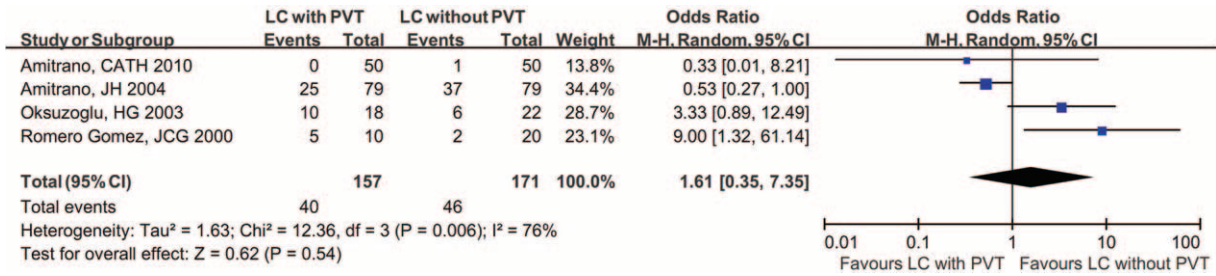 LC with PVT LC without PVT Odds Ratio Odds Ratio
Study or Subgroup Events Total Events Total Weight M-H, Random, 95% CI M-H, Random, 95% CI
Amitrano, CATH 2010 0 50 1 50 13.8% 0.33 [0.01, 8.21]
Amitrano, JH 2004 25 79 37 79 34.4% 0.53 [0.27, 1.00]
Oksuzoglu, HG 2003 10 18 6 22 28.7% 3.33 [0.89, 12.49]
Romero Gomez, JCG 2000 5 10 2 20 23.1% 9.00 [1.32, 61.14]
Total (95% CI) 157 171 100.0% 1.61 [0.35, 7.35]
Total events 40 46
Heterogeneity: Tau² = 1.63; Chi² = 12.36, df = 3 (P = 0.006); I² = 76%
Test for overall effect: Z = 0.62 (P = 0.54)
0.01 0.1 1 10 100
Favours LC with PVT Favours LC without PVT